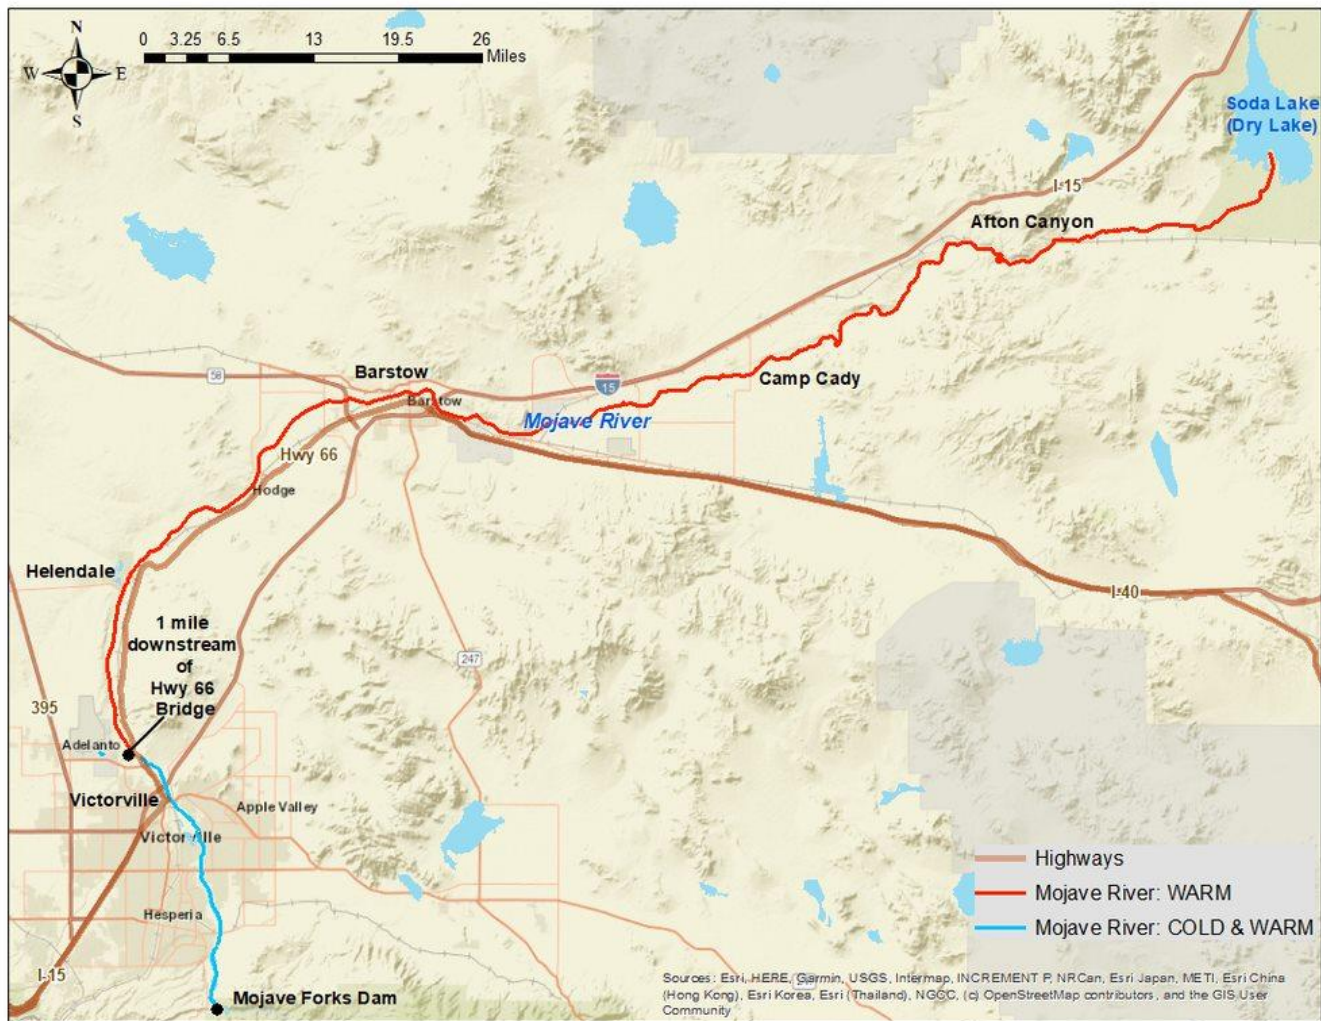 N
W
E
S
0 3.25 6.5 13 19.5 26
Miles
Soda Lake
(Dry Lake)
I-15
Afton Canyon
58
Barstow
Barstow
15
Camp Cady
Mojave River
Hwy 66
Hodge
Helendale
I-40
1 mile
downstream
of
Hwy 66
Bridge
247
395
Adelanto
Victorville
Apple Valley
Hesperia
I-15
Mojave Forks Dam
Highways
Mojave River: WARM
Mojave River: COLD & WARM
Sources: Esri, HERE, Garmin, USGS, Intermap, INCREMENT P, NRCan, Esri Japan, METI, Esri China
(Hong Kong), Esri Korea, Esri (Thailand), NGCC, (c) OpenStreetMap contributors, and the GIS User
Community